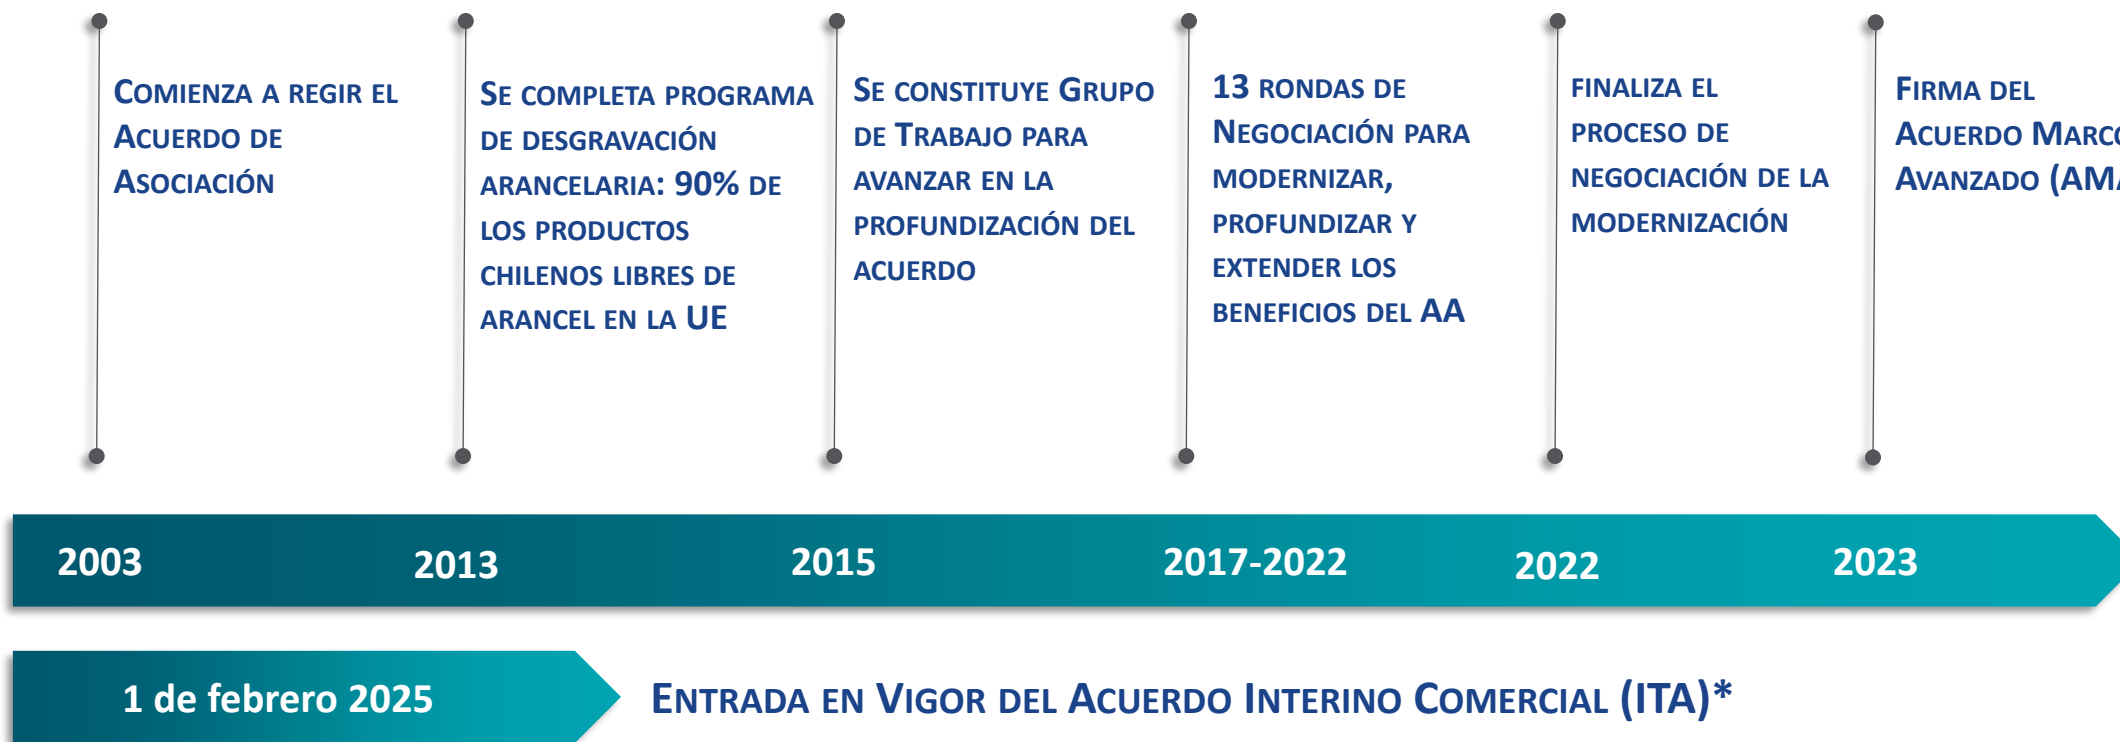 Comienza a regir el
Acuerdo de
Asociación
Se completa programa
de desgravación
arancelaria: 90% de
los productos
chilenos libres de
arancel en la UE
Se constituye Grupo
de Trabajo para
avanzar en la
profundización del
acuerdo
13 rondas de
Negociación para
modernizar,
profundizar y
extender los
beneficios del AA
finaliza el
proceso de
negociación de la
modernización
Firma del
Acuerdo Marco
Avanzado (AMA
2003
2013
2015
2017-2022
2022
2023
1 de febrero 2025
Entrada en Vigor del Acuerdo Interino Comercial (ITA)*